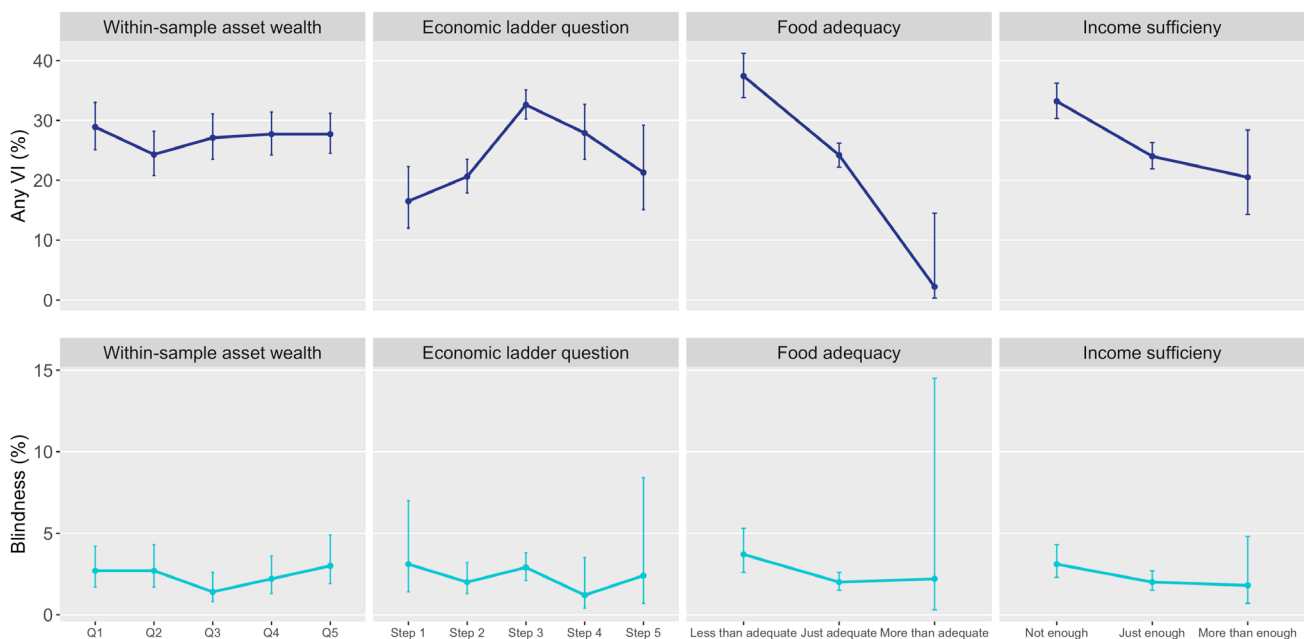 Within-sample asset wealth Economic ladder question Food adequacy Income sufficieny
Any VI (%)
40
30
20
10
0
Within-sample asset wealth Economic ladder question Food adequacy Income sufficieny
Blindness (%)
15
10
5
0
Q1 Q2 Q3 Q4 Q5 Step 1 Step 2 Step 3 Step 4 Step 5 Less than adequate Just adequate More than adequate Not enough Just enough More than enough